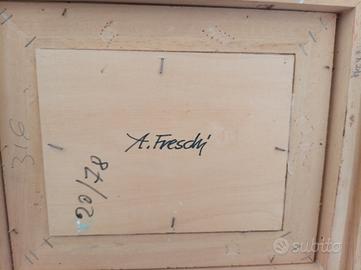 A. Freschi
20/78
316
subito